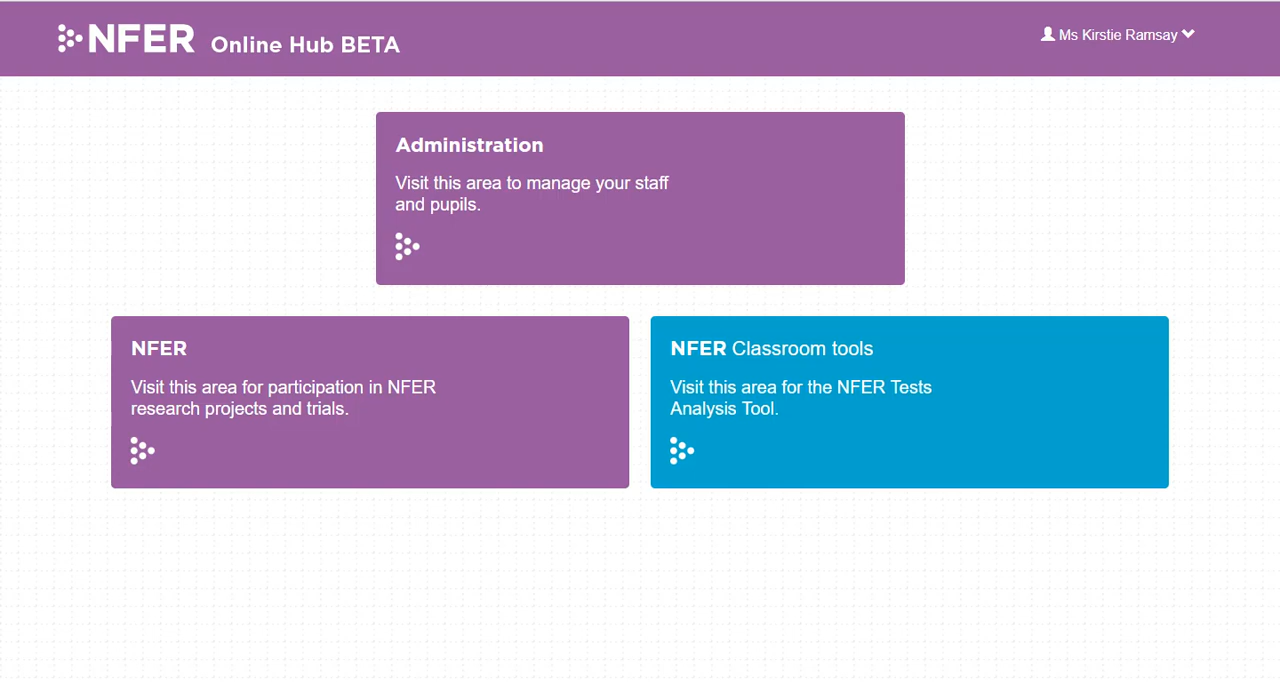 NFER Online Hub BETA
Ms Kirstie Ramsay
Administration
Visit this area to manage your staff
and pupils.
NFER
Visit this area for participation in NFER
research projects and trials.
NFER Classroom tools
Visit this area for the NFER Tests
Analysis Tool.